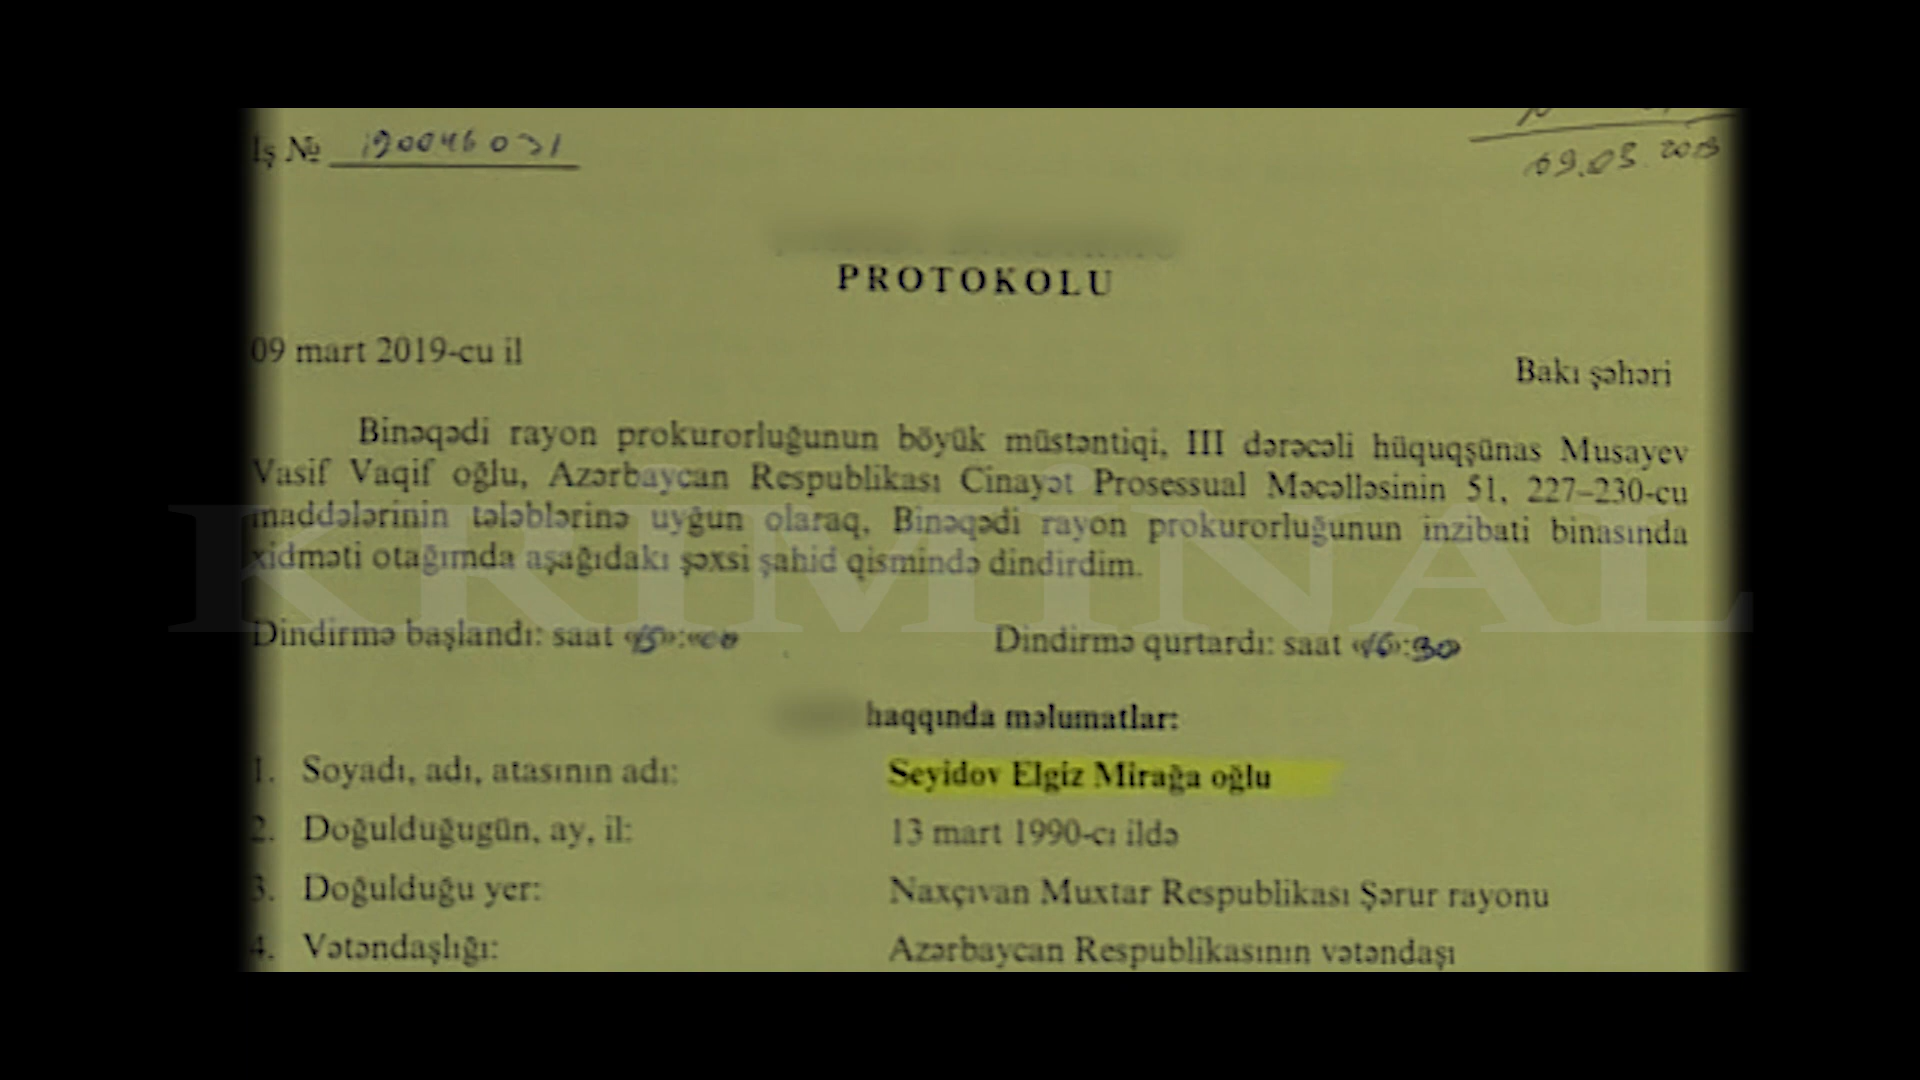 İş № 190046031
09.03.2019
PROTOKOLU
09 mart 2019-cu il
Bakı şəhəri
Binəqədi rayon prokurorluğunun böyük müstəntiqi, III dərəcəli hüquqşünas Musayev
Vasif Vaqif oğlu, Azərbaycan Respublikası Cinayət Prosessual Məcəlləsinin 51, 227–230-cu
maddələrinin tələblərinə uyğun olaraq, Binəqədi rayon prokurorluğunun inzibati binasında
xidməti otağımda aşağıdakı şəxsi şahid qismində dindirdim.
KRİMİNAL
Dindirmə başlandı: saat «15»:«00
Dindirmə qurtardı: saat «16»:30
haqqında məlumatlar:
1. Soyadı, adı, atasının adı: Seyidov Elgiz Mirağa oğlu
2. Doğulduğugün, ay, il: 13 mart 1990-cı ildə
3. Doğulduğu yer: Naxçıvan Muxtar Respublikası Şərur rayonu
4. Vətəndaşlığı: Azərbaycan Respublikasının vətəndaşı